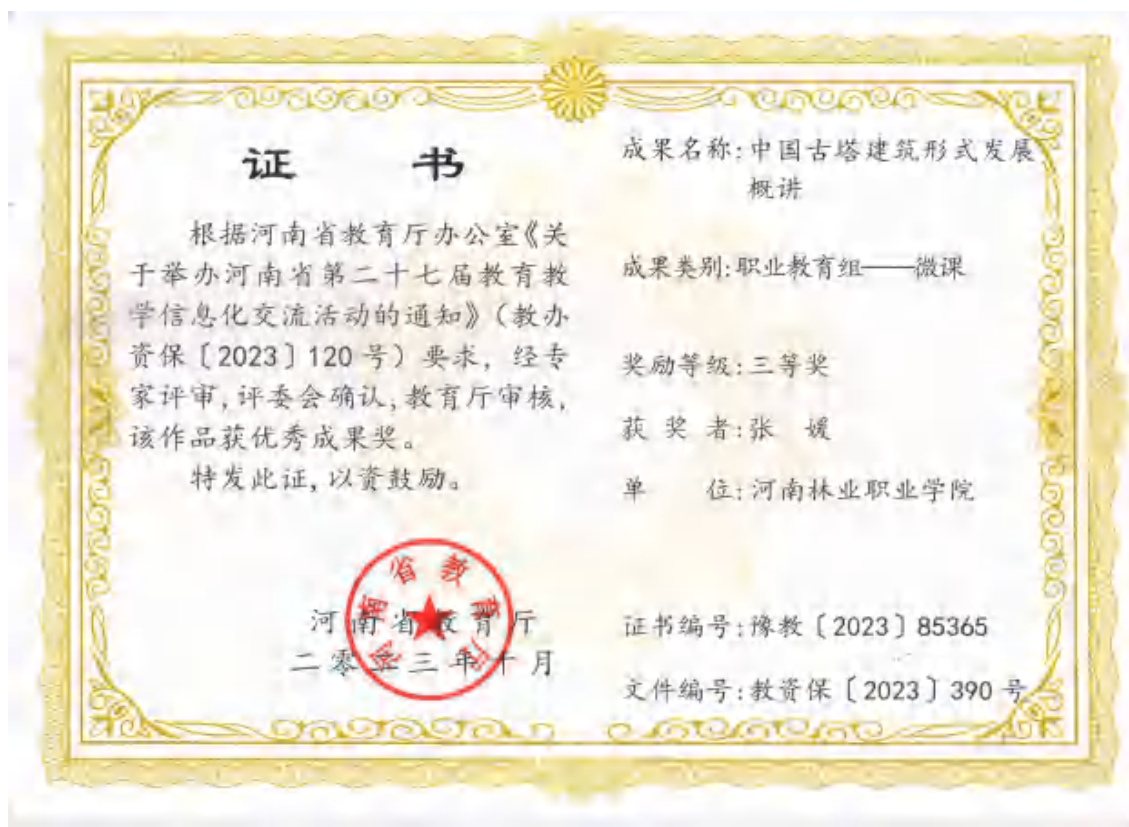 证 书
根据河南省教育厅办公室《关
于举办河南省第二十七届教育教
学信息化交流活动的通知》（教办
资保〔2023〕120 号）要求，经专
家评审,评委会确认,教育厅审核,
该作品获优秀成果奖。
特发此证,以资鼓励。
河南省教育厅
河南省教育厅
二零二三年十月
成果名称:中国古塔建筑形式发展
概讲
成果类别:职业教育组——微课
奖励等级:三等奖
获 奖 者:张 媛
单 位:河南林业职业学院
证书编号:豫教〔2023〕85365
文件编号:教资保〔2023〕390 号